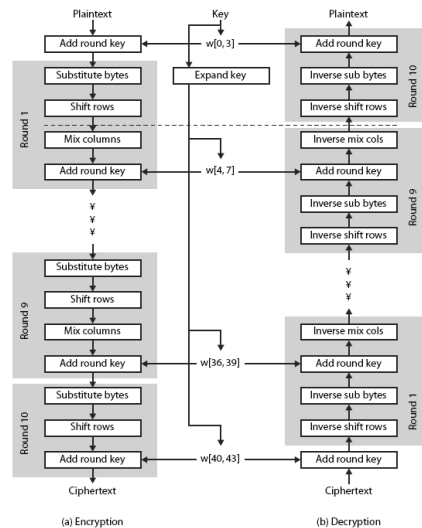 Plaintext
Add round key
Round 1
Substitute bytes
Shift rows
Mix columns
Add round key
¥
¥
¥
Round 9
Substitute bytes
Shift rows
Mix columns
Add round key
Round 10
Substitute bytes
Shift rows
Add round key
Ciphertext
(a) Encryption
Key
w[0, 3]
Expand key
w[4, 7]
w[36, 39]
w[40, 43]
Plaintext
Add round key
Inverse sub bytes
Inverse shift rows
Round 10
Inverse mix cols
Add round key
Inverse sub bytes
Inverse shift rows
Round 9
¥
¥
¥
Inverse mix cols
Add round key
Inverse sub bytes
Inverse shift rows
Round 1
Add round key
Ciphertext
(b) Decryption